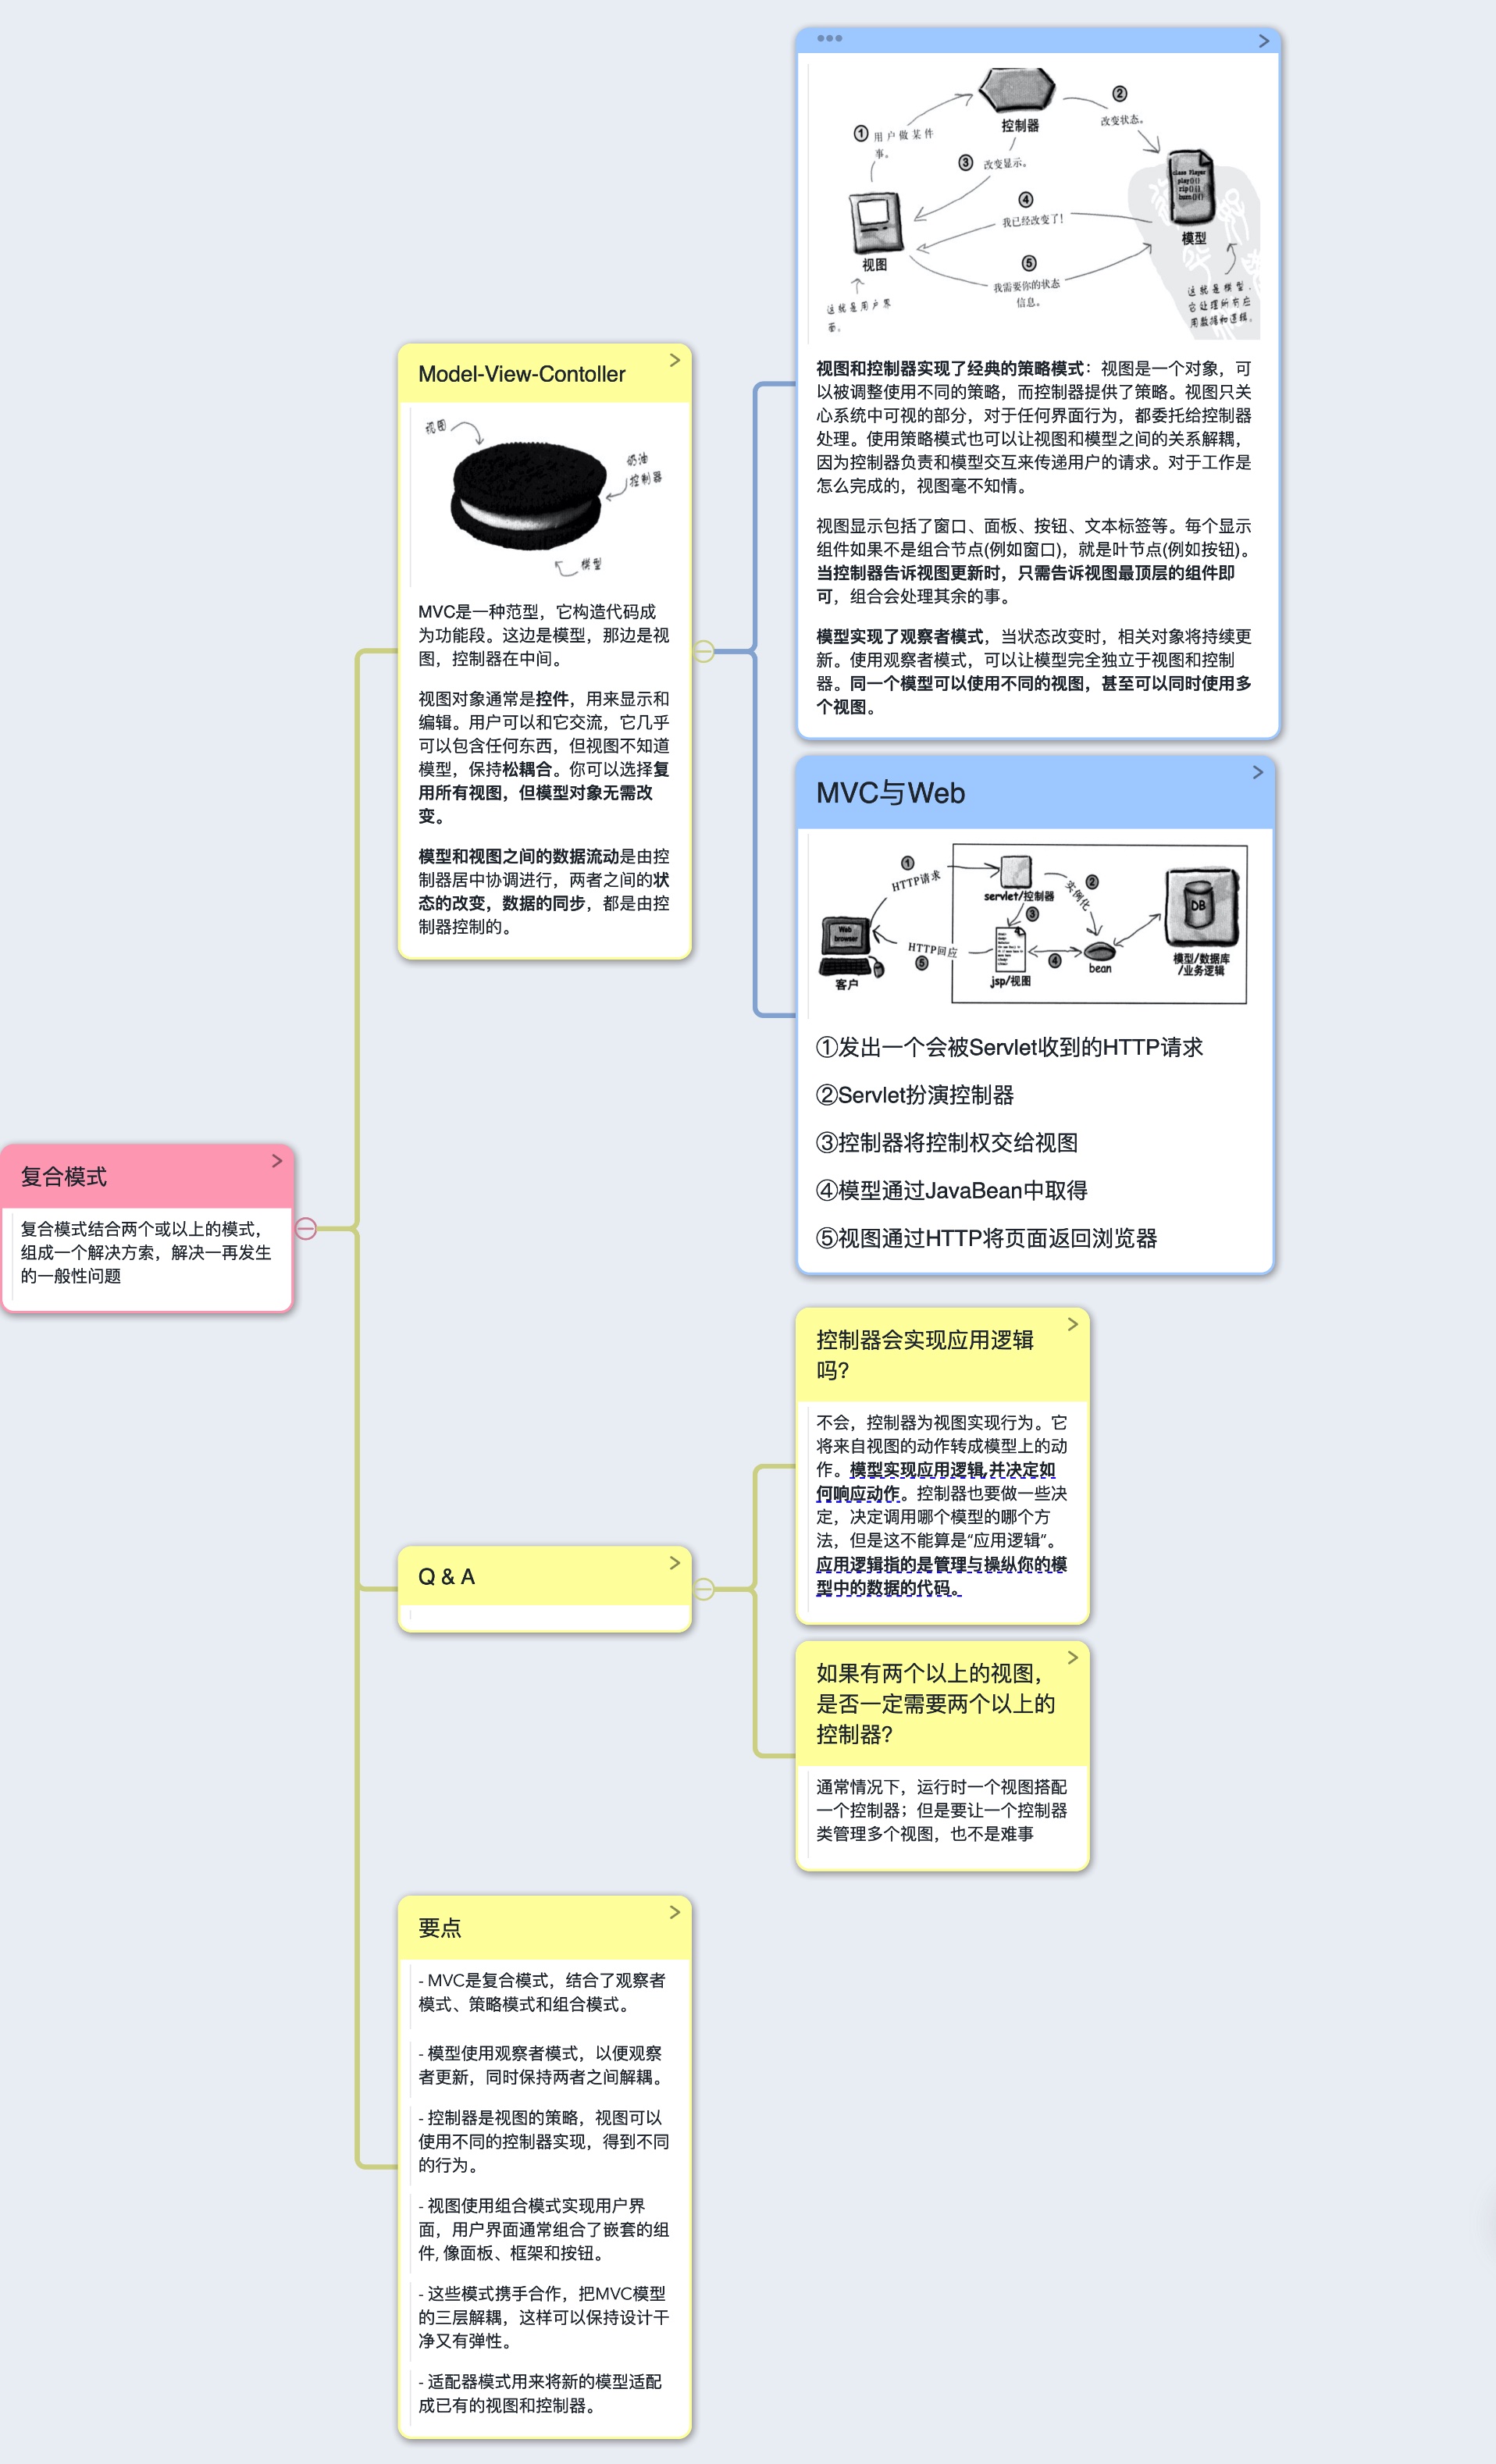 复合模式
复合模式结合两个或以上的模式，
组成一个解决方索，解决一再发生
的一般性问题
Model-View-Contoller
视图
奶油
控制器
模型
MVC是一种范型，它构造代码成
为功能段。这边是模型，那边是视
图，控制器在中间。
视图对象通常是控件，用来显示和
编辑。用户可以和它交流，它几乎
可以包含任何东西，但视图不知道
模型，保持松耦合。你可以选择复
用所有视图，但模型对象无需改
变。
模型和视图之间的数据流动是由控
制器居中协调进行，两者之间的状
态的改变，数据的同步，都是由控
制器控制的。
控制器
①用户做某件
事。
②
改变状态。
③改变显示。
④
我已经改变了!
⑤
我需要你的状态
信息。
视图
这就是用户界
面。
class Player
play(){}
rip(){}
burn(){}
模型
这就是模型，
它处理所有应
用数据和逻辑。
视图和控制器实现了经典的策略模式：视图是一个对象，可
以被调整使用不同的策略，而控制器提供了策略。视图只关
心系统中可视的部分，对于任何界面行为，都委托给控制器
处理。使用策略模式也可以让视图和模型之间的关系解耦，
因为控制器负责和模型交互来传递用户的请求。对于工作是
怎么完成的，视图毫不知情。
视图显示包括了窗口、面板、按钮、文本标签等。每个显示
组件如果不是组合节点(例如窗口)，就是叶节点(例如按钮)。
当控制器告诉视图更新时，只需告诉视图最顶层的组件即
可，组合会处理其余的事。
模型实现了观察者模式，当状态改变时，相关对象将持续更
新。使用观察者模式，可以让模型完全独立于视图和控制
器。同一个模型可以使用不同的视图，甚至可以同时使用多
个视图。
MVC与Web
①
HTTP请求
servlet/控制器
②
实例化
③
DB
Web
browser
HTTP回应
⑤
④
客户
jsp/视图
bean
模型/数据库
/业务逻辑
①发出一个会被Servlet收到的HTTP请求
②Servlet扮演控制器
③控制器将控制权交给视图
④模型通过JavaBean中取得
⑤视图通过HTTP将页面返回浏览器
Q & A
控制器会实现应用逻辑
吗?
不会，控制器为视图实现行为。它
将来自视图的动作转成模型上的动
作。模型实现应用逻辑,并决定如
何响应动作。控制器也要做一些决
定，决定调用哪个模型的哪个方
法，但是这不能算是“应用逻辑”。
应用逻辑指的是管理与操纵你的模
型中的数据的代码。
如果有两个以上的视图，
是否一定需要两个以上的
控制器?
通常情况下，运行时一个视图搭配
一个控制器；但是要让一个控制器
类管理多个视图，也不是难事
要点
- MVC是复合模式，结合了观察者
模式、策略模式和组合模式。
- 模型使用观察者模式，以便观察
者更新，同时保持两者之间解耦。
- 控制器是视图的策略，视图可以
使用不同的控制器实现，得到不同
的行为。
- 视图使用组合模式实现用户界
面，用户界面通常组合了嵌套的组
件, 像面板、框架和按钮。
- 这些模式携手合作，把MVC模型
的三层解耦，这样可以保持设计干
净又有弹性。
- 适配器模式用来将新的模型适配
成已有的视图和控制器。